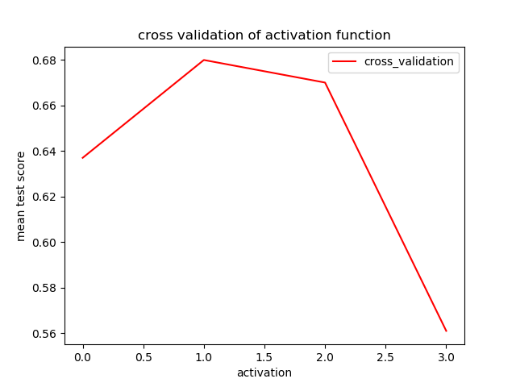 cross validation of activation function
cross_validation
0.68
0.66
0.64
0.62
0.60
0.58
0.56
mean test score
0.0 0.5 1.0 1.5 2.0 2.5 3.0
activation